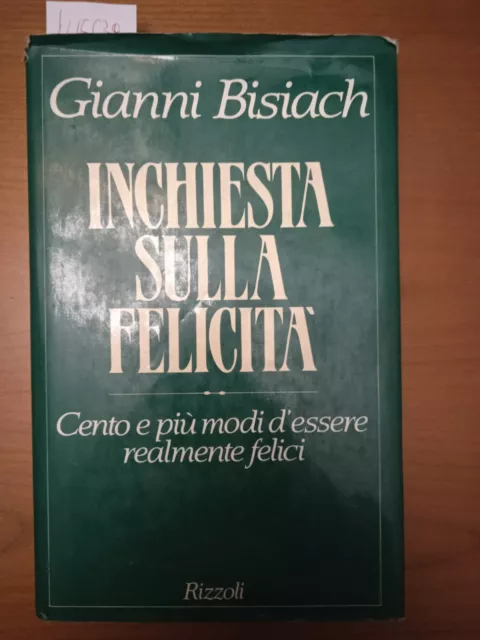 Gianni Bisiach
INCHIESTA
SULLA
FELICITÀ
Cento e più modi d'essere
realmente felici
Rizzoli